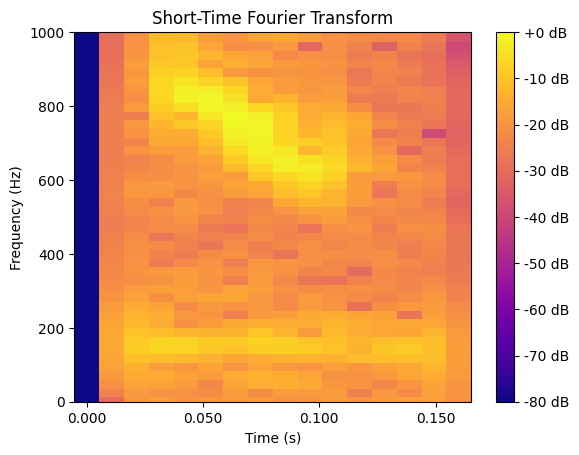 Short-Time Fourier Transform
1000
800
600
400
200
0
Frequency (Hz)
0.000
0.050
0.100
0.150
Time (s)
+0 dB
-10 dB
-20 dB
-30 dB
-40 dB
-50 dB
-60 dB
-70 dB
-80 dB